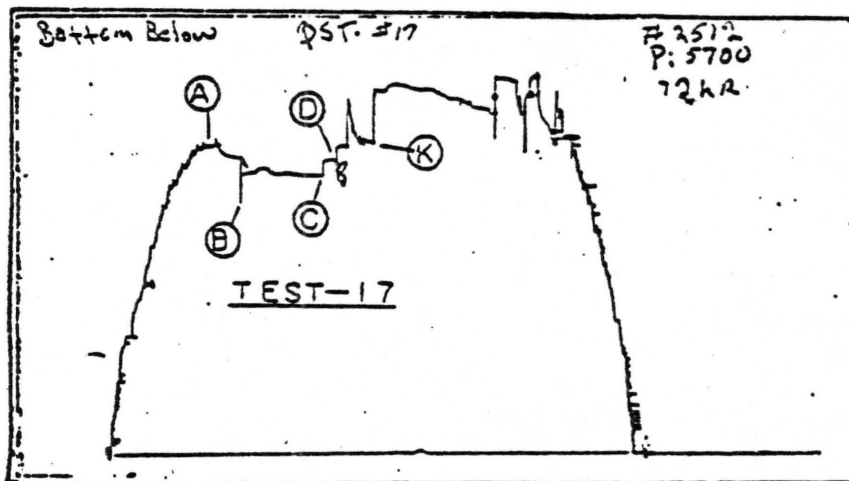 Bottom Below
DST. #17
# 2512
P: 5700
72 HR.
A
D
K
B
C
TEST-17